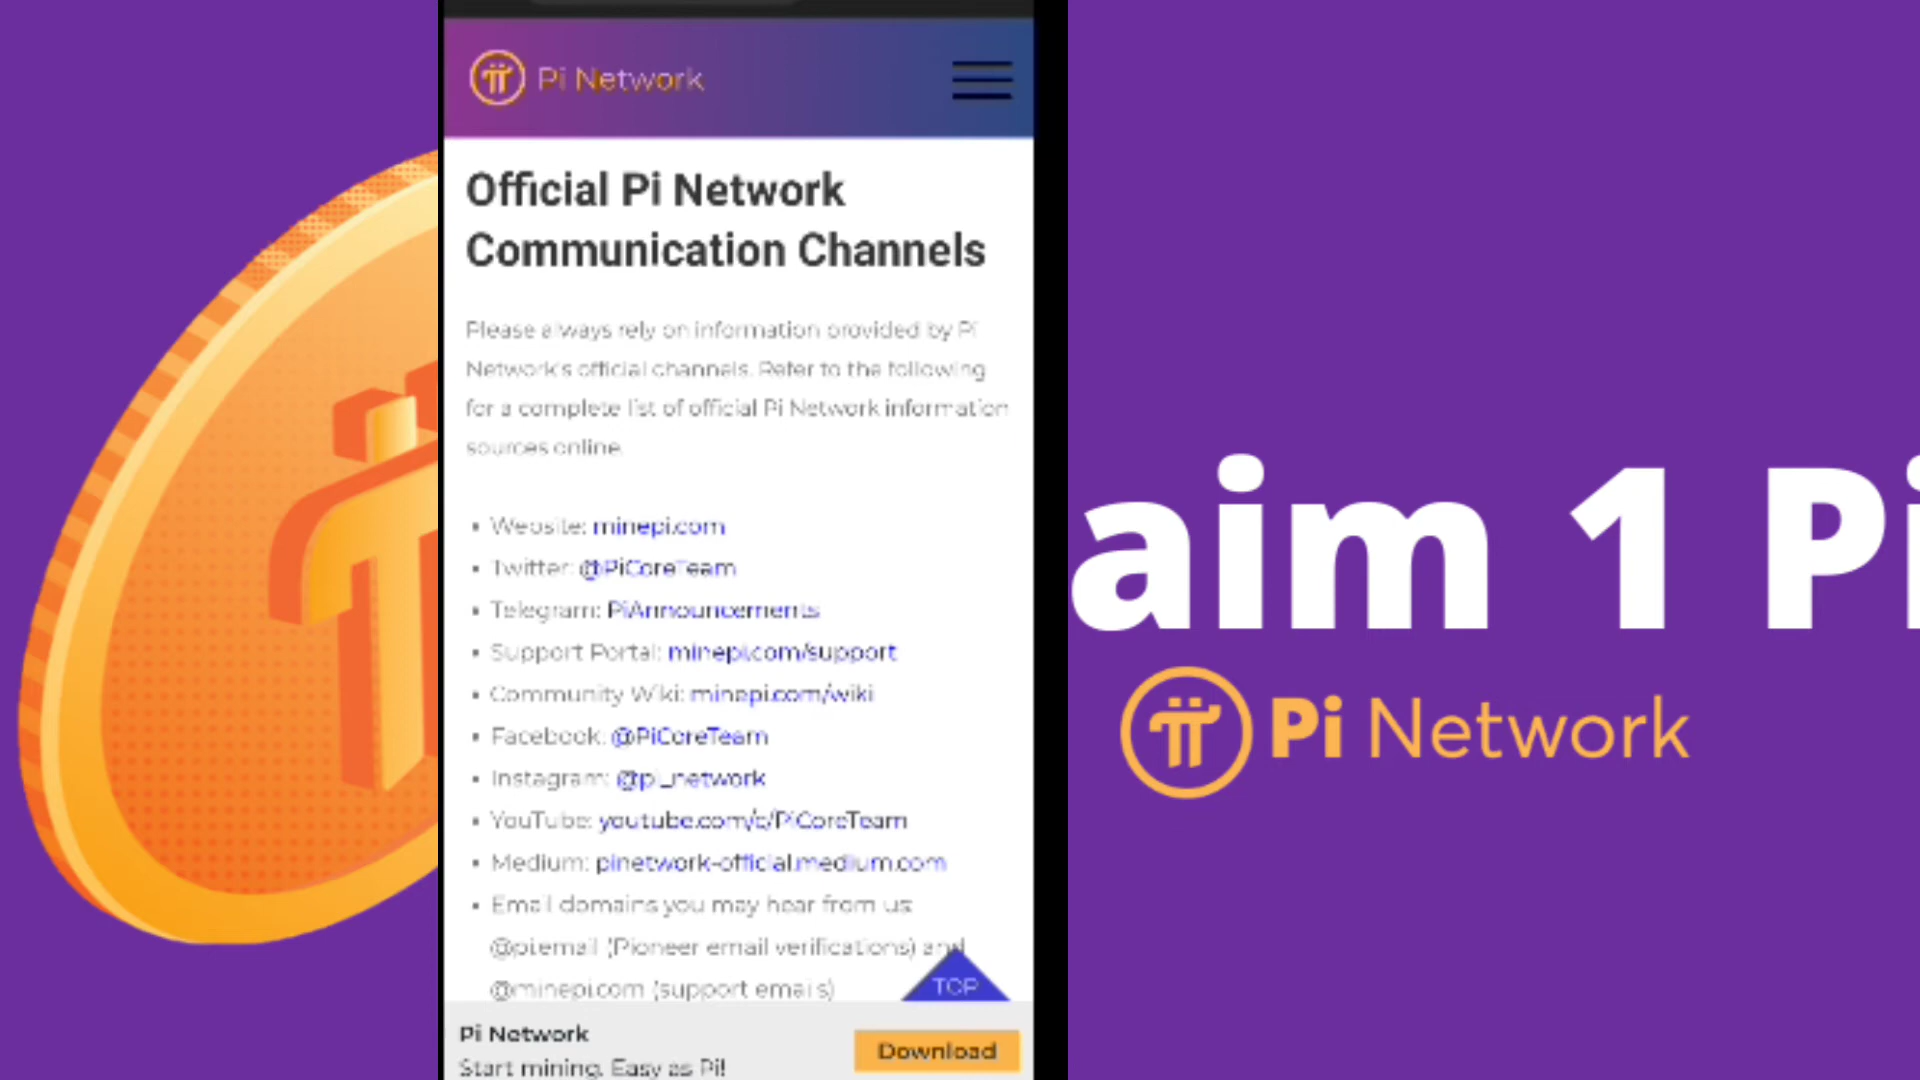 Pi Network
Official Pi Network
Communication Channels
Please always rely on information provided by Pi
Network's official channels. Refer to the following
for a complete list of official Pi Network information
sources online.
• Website: minepi.com
• Twitter: @PiCoreTeam
• Telegram: PiAnnouncements
• Support Portal: minepi.com/support
• Community Wiki: minepi.com/wiki
• Facebook: @PiCoreTeam
• Instagram: @pi_network
• YouTube: youtube.com/c/PiCoreTeam
• Medium: pinetwork-official.medium.com
• Email domains you may hear from us:
@pi.email (Pioneer email verifications) and
@minepi.com (support emails)
TOP
Pi Network
Start mining. Easy as Pi!
Download
aim 1 Pi
Pi Network